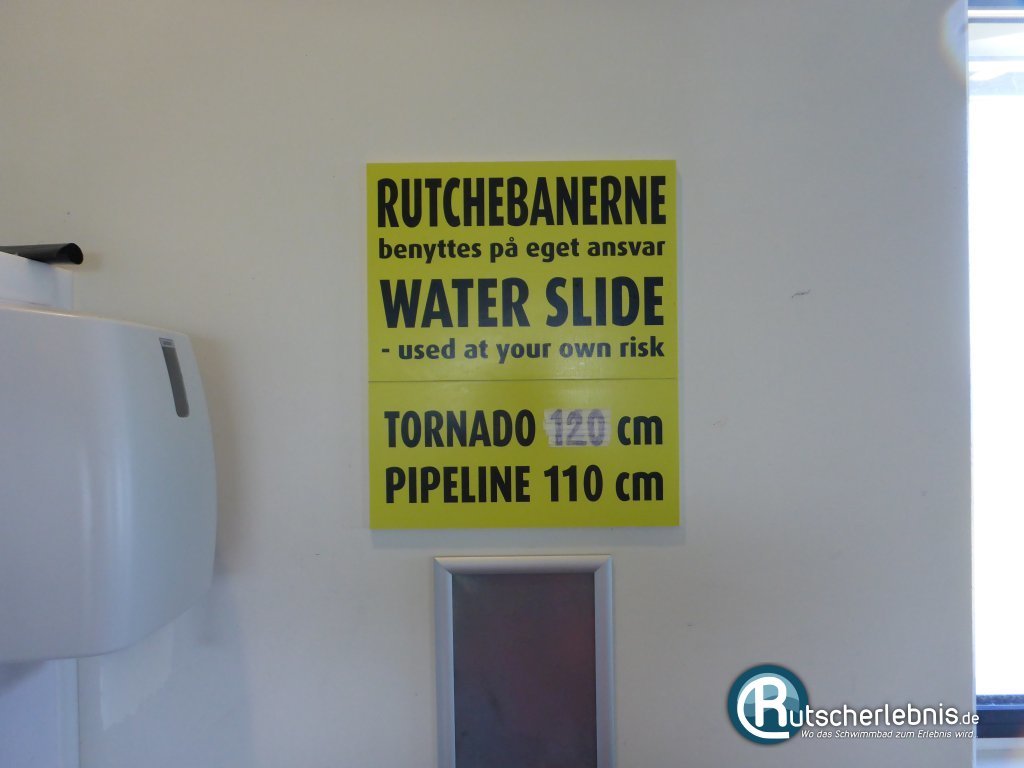 RUTCHEBANERNE
benyttes på eget ansvar
WATER SLIDE
- used at your own risk
TORNADO 120 cm
PIPELINE 110 cm
Rutscherlebnis.de
Wo das Schwimmbad zum Erlebnis wird